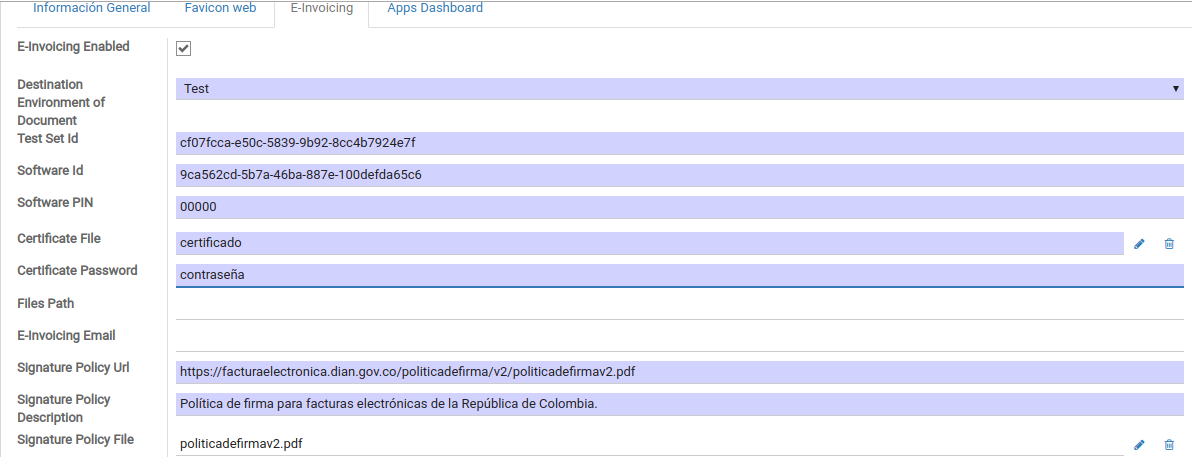 Información General Favicon web E-Invoicing Apps Dashboard
E-Invoicing Enabled
Destination
Environment of
Document
Test
Test Set Id cf07fcca-e50c-5839-9b92-8cc4b7924e7f
Software Id 9ca562cd-5b7a-46ba-887e-100defda65c6
Software PIN 00000
Certificate File certificado
Certificate Password contraseña
Files Path
E-Invoicing Email
Signature Policy Url https://facturaelectronica.dian.gov.co/politicadefirma/v2/politicadefirmav2.pdf
Signature Policy
Description
Política de firma para facturas electrónicas de la República de Colombia.
Signature Policy File politicadefirmav2.pdf